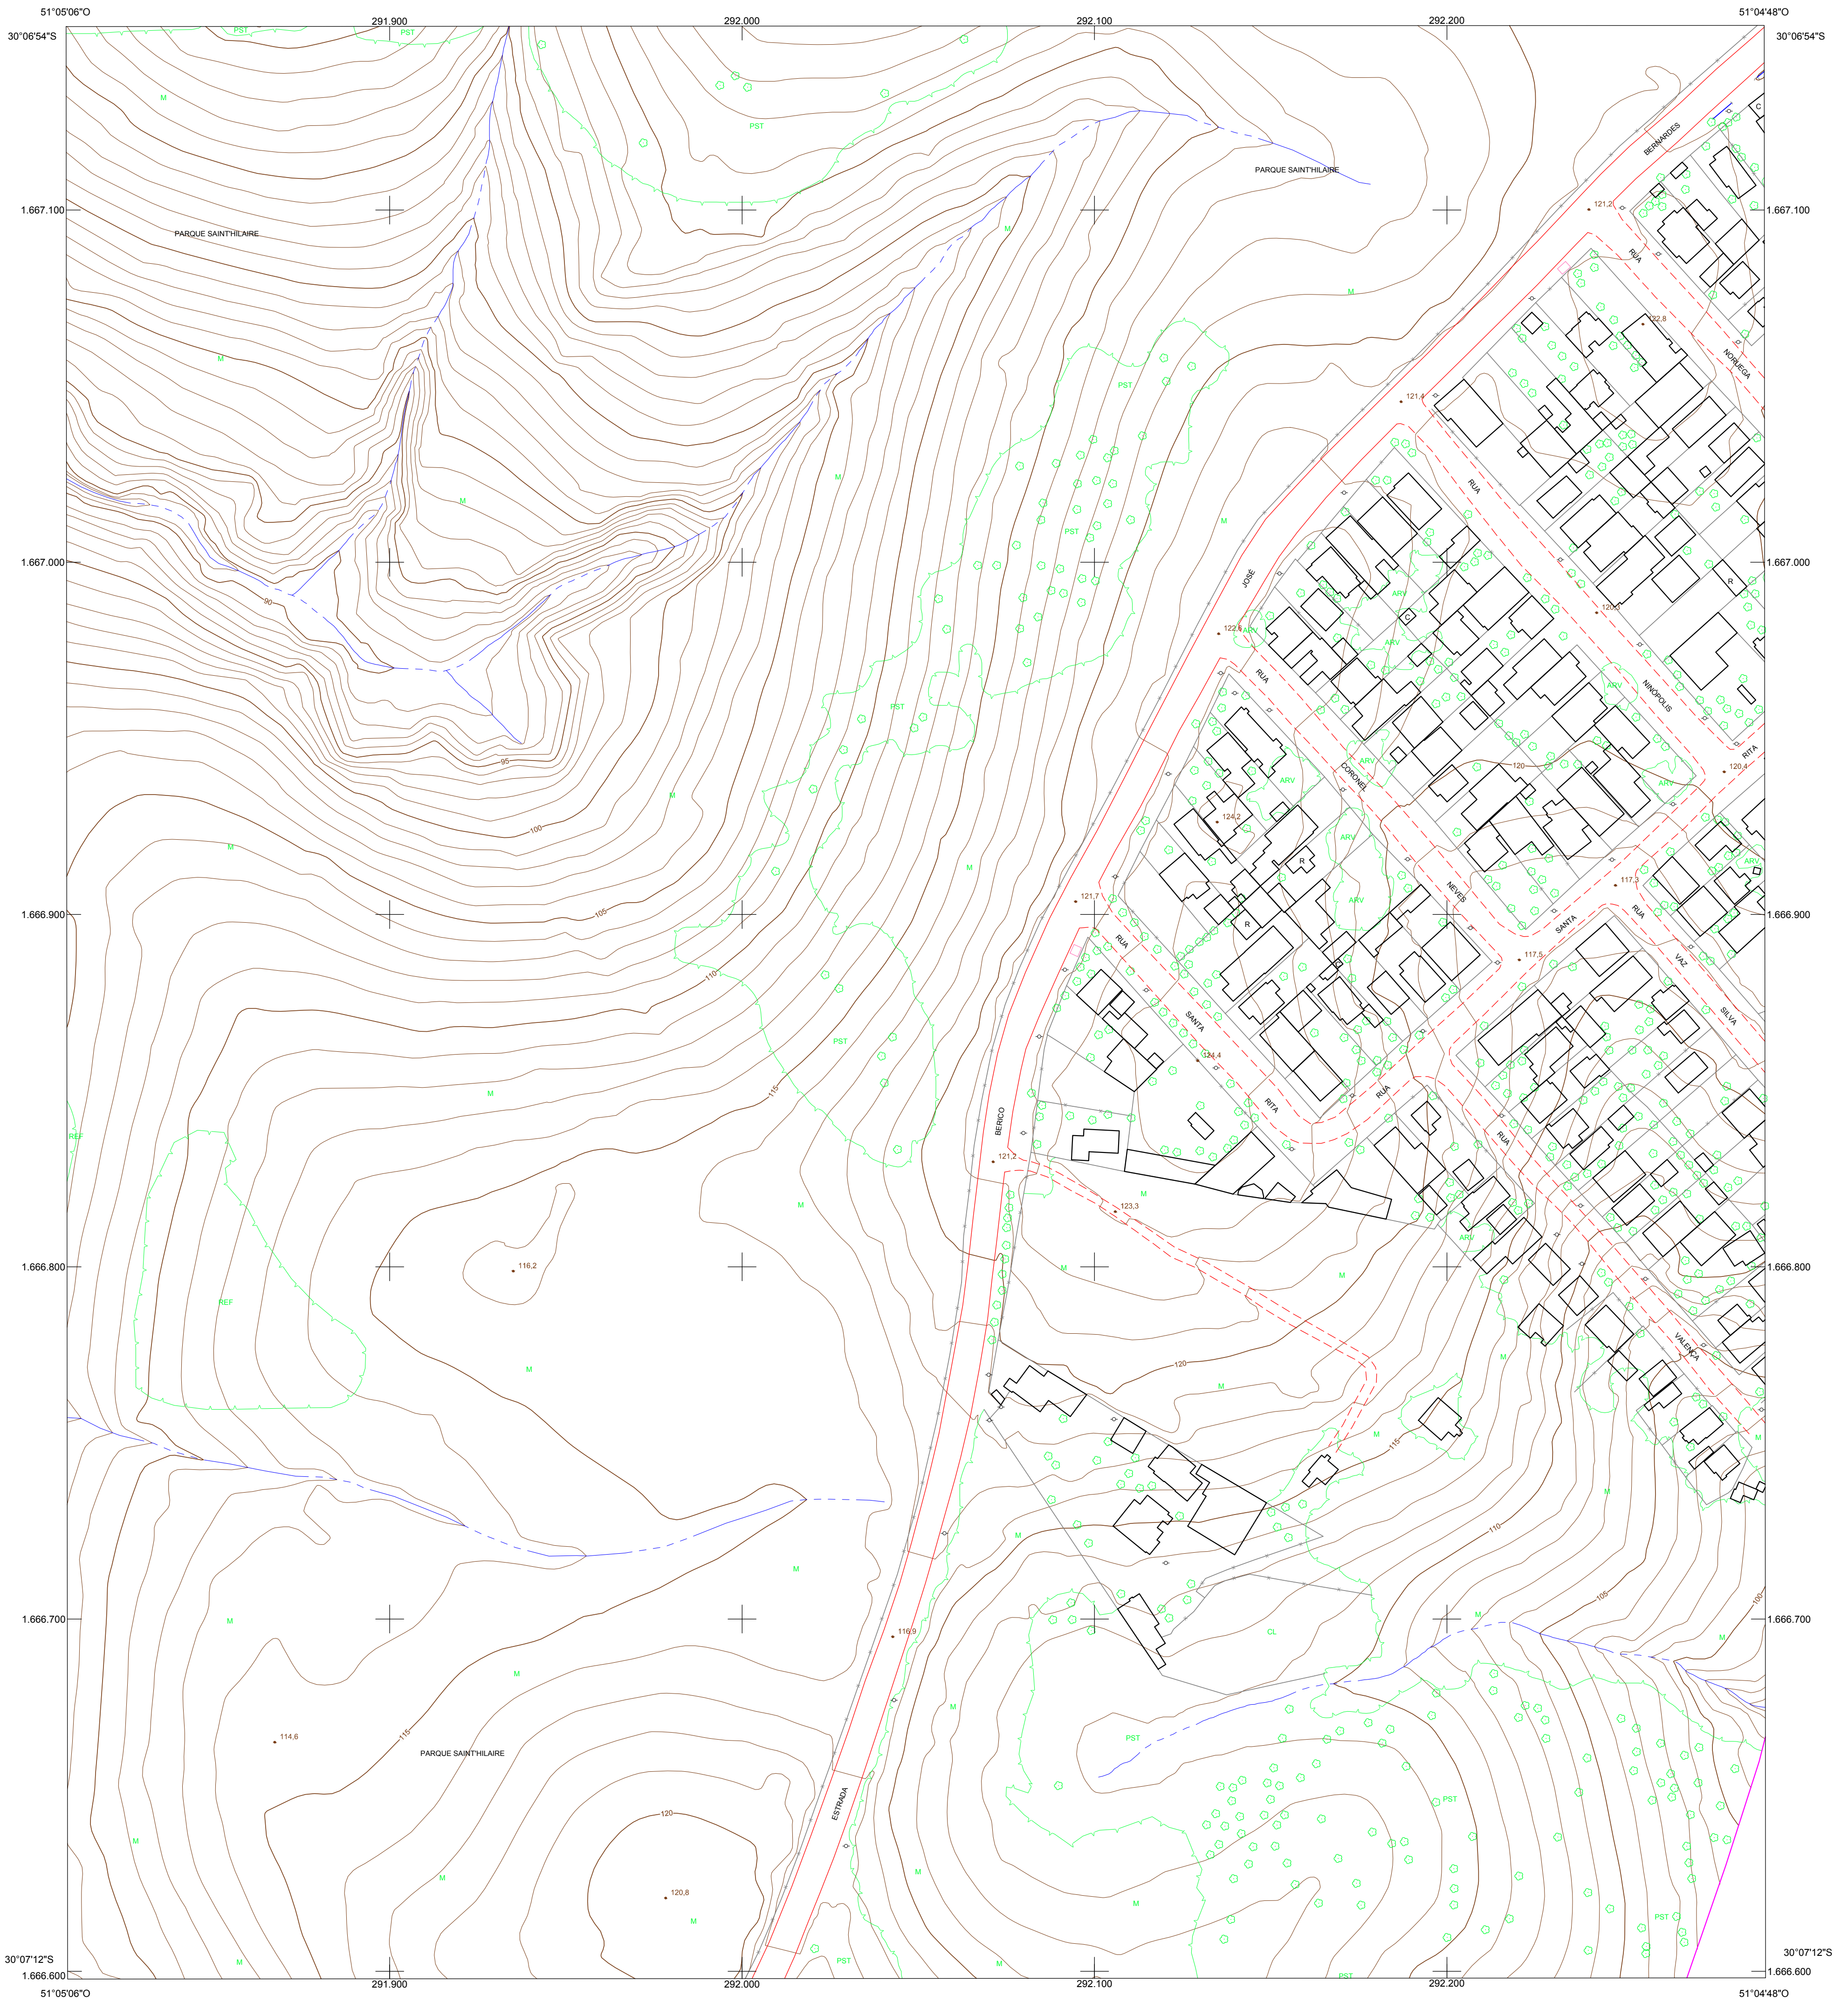 51°05'06"O
291.900
292.000
292.100
292.200
51°04'48"O
30°06'54"S
30°06'54"S
PST
PST
M
PST
C
BERNARDES
PARQUE SAINT'HILAIRE
1.667.100
121,2
1.667.100
PARQUE SAINT'HILAIRE
M
RUA
M
122,8
M
NORUEGA
PST
121,4
M
M
RUA
M
PST
1.667.000
1.667.000
JOSÉ
R
ARV
90
120,3
C
122,6
ARV
ARV
RUA
ARV
NINÓPOLIS
PST
RITA
95
ARV
120
120,4
CORONEL
ARV
ARV
M
100
124,2
ARV
M
R
ARV
M
117,3
NEVES
121,7
ARV
1.666.900
105
RUA
SANTA
R
RUA
1.666.900
117,5
VAZ
110
SANTA
SILVA
PST
124,4
115
M
RUA
RITA
BERICO
REF
RUA
121,2
M
M
123,3
ARV
1.666.800
116,2
M
M
1.666.800
REF
VALENÇA
M
120
M
M
M
115
M
M
110
M
M
M
105
100
M
1.666.700
M
116,9
CL
M
1.666.700
M
M
M
PST
114,6
115
PARQUE SAINT'HILAIRE
ESTRADA
120
PST
M
M
M
120,8
M
M
PST
M
PST
M
PST
30°07'12"S
30°07'12"S
1.666.600
1.666.600
51°05'06"O
291.900
292.000
292.100
292.200
51°04'48"O